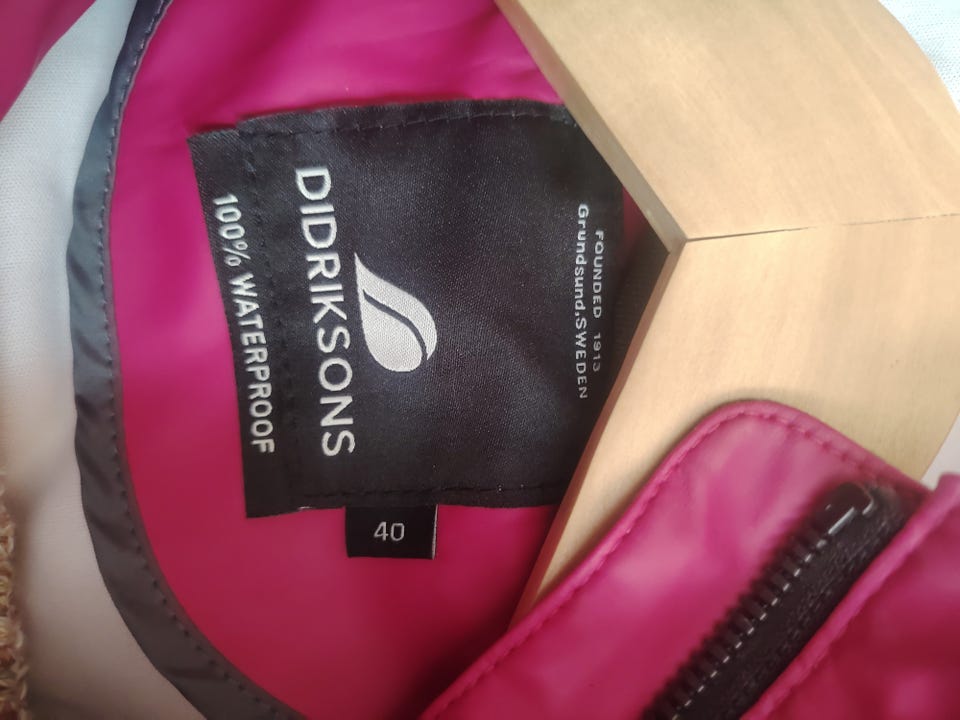 FOUNDED 1913
Grundsund,SWEDEN
DIDRIKSONS
100% WATERPROOF
40